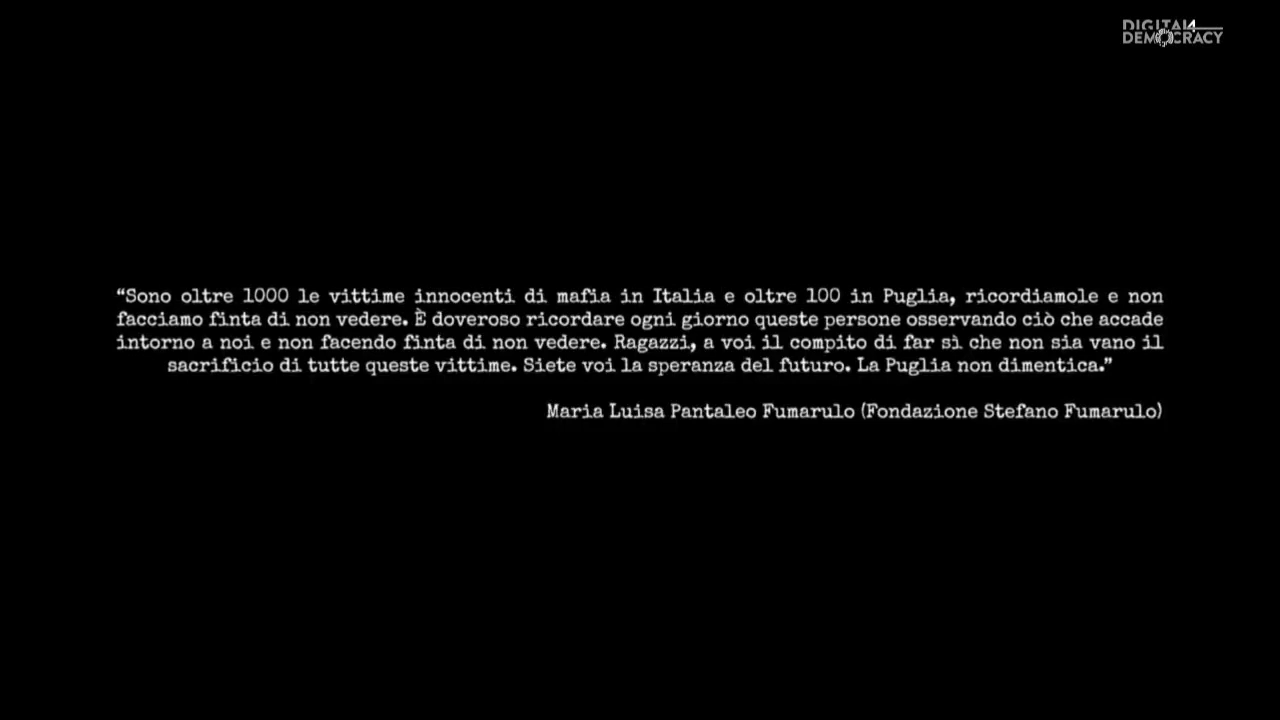 DIGITAL4
DEMOCRACY
“Sono oltre 1000 le vittime innocenti di mafia in Italia e oltre 100 in Puglia, ricordiamole e non
facciamo finta di non vedere. È doveroso ricordare ogni giorno queste persone osservando ciò che accade
intorno a noi e non facendo finta di non vedere. Ragazzi, a voi il compito di far sì che non sia vano il
sacrificio di tutte queste vittime. Siete voi la speranza del futuro. La Puglia non dimentica.”
Maria Luisa Pantaleo Fumarulo (Fondazione Stefano Fumarulo)